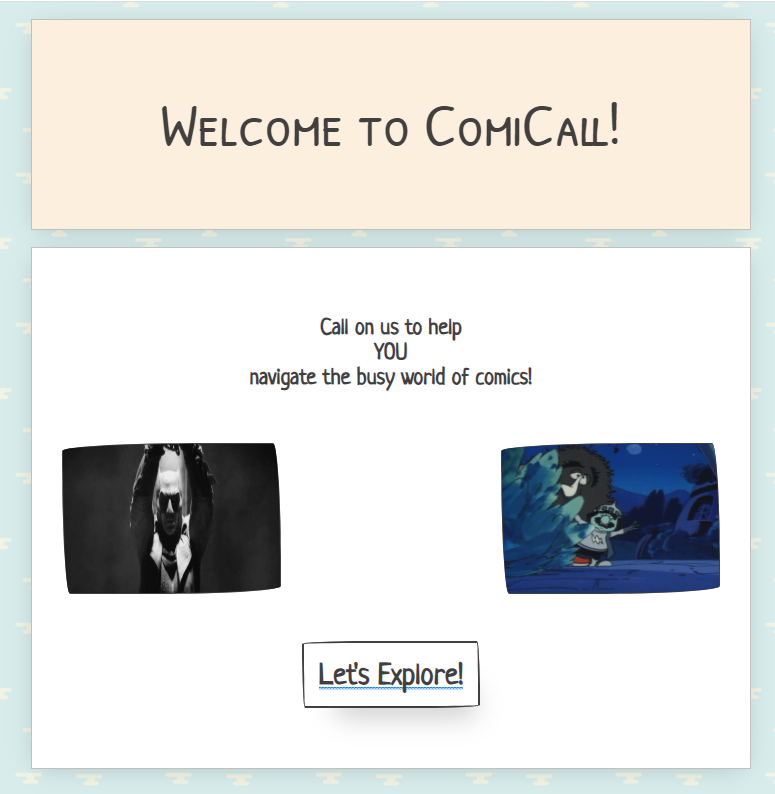 Welcome to ComiCall!
Call on us to help
YOU
navigate the busy world of comics!
Let's Explore!